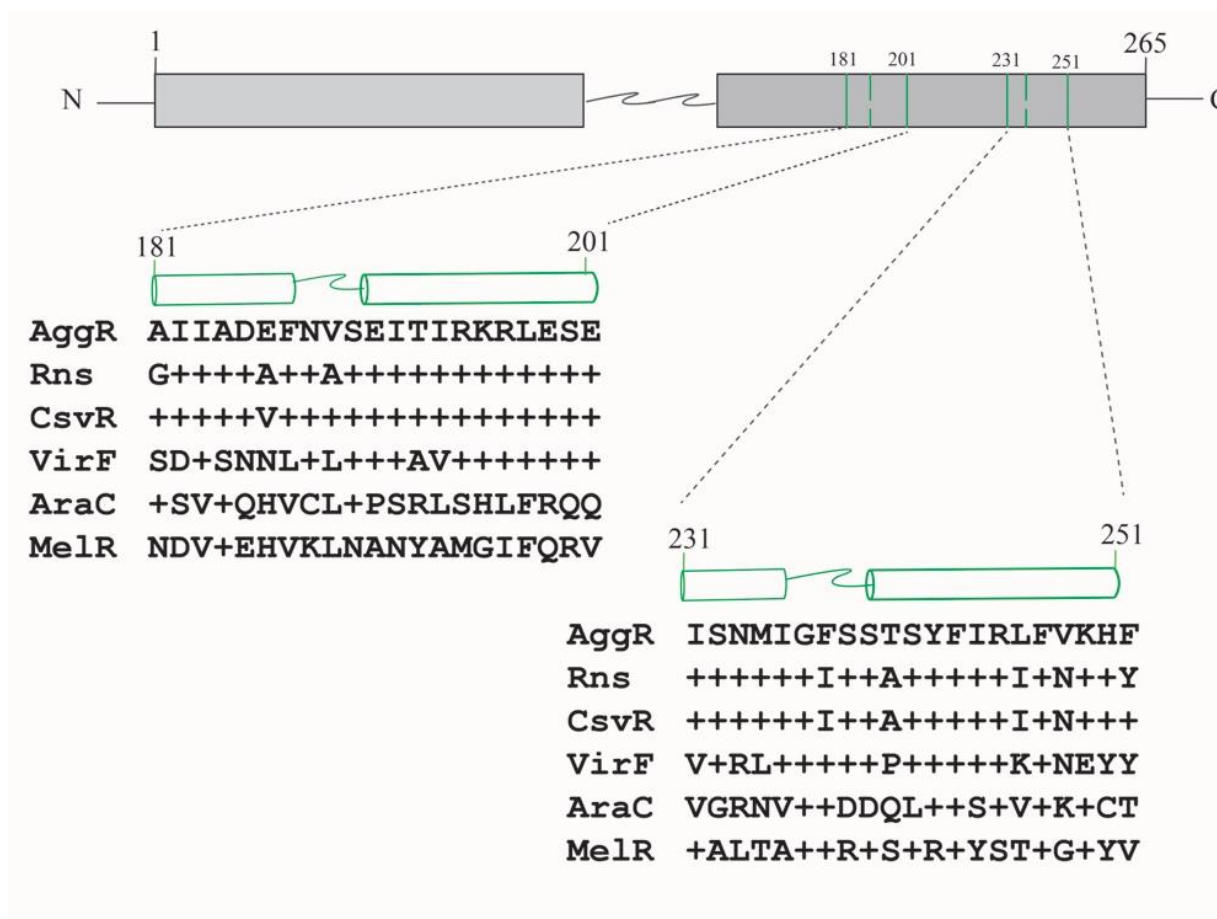 1 265
181 201 231 251
N
181 201
AggR AIIADEFNVSEITIRKRLESE
Rns G++++A++A++++++++++++
CsvR +++++V+++++++++++++++
VirF SD+SNNL+L+++AV+++++++
AraC +SV+QHVCL+PSRLSHLFRQQ
MelR NDV+EHVKLNANYAMGIFQRV
231 251
AggR ISNMIGFSSTSYFIRLFVKHF
Rns ++++++I++A+++++I+N++Y
CsvR ++++++I++A+++++I+N+++
VirF V+RL+++++P+++++K+NEYY
AraC VGRNV++DDQL++S+V+K+CT
MelR +ALTA++R+S+R+YST+G+YV